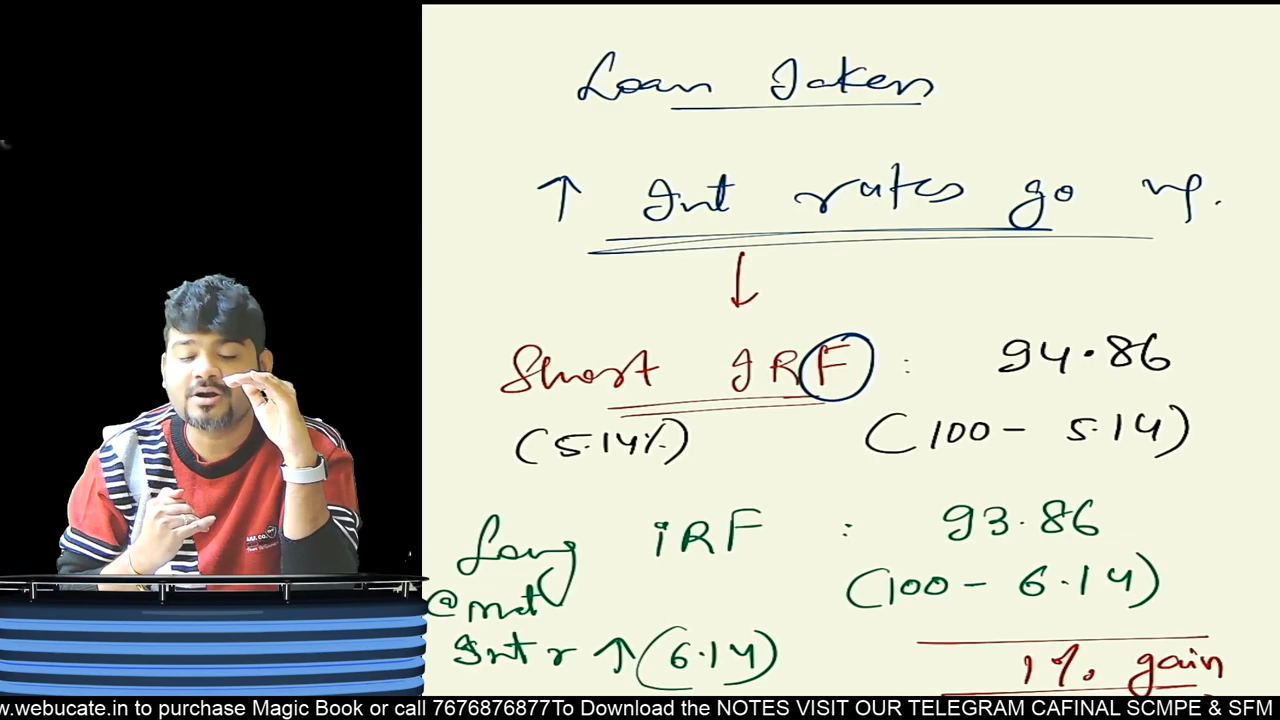 Loan Taken
↑ Int rates go up.
↓
Short IRF : 94.86
(5.14%) (100 - 5.14)
Long iRF : 93.86
@mat (100 - 6.14)
Int r ↑ (6.14)
1% gain
w.webucate.in to purchase Magic Book or call 7676876877To Download the NOTES VISIT OUR TELEGRAM CAFINAL SCMPE & SFM